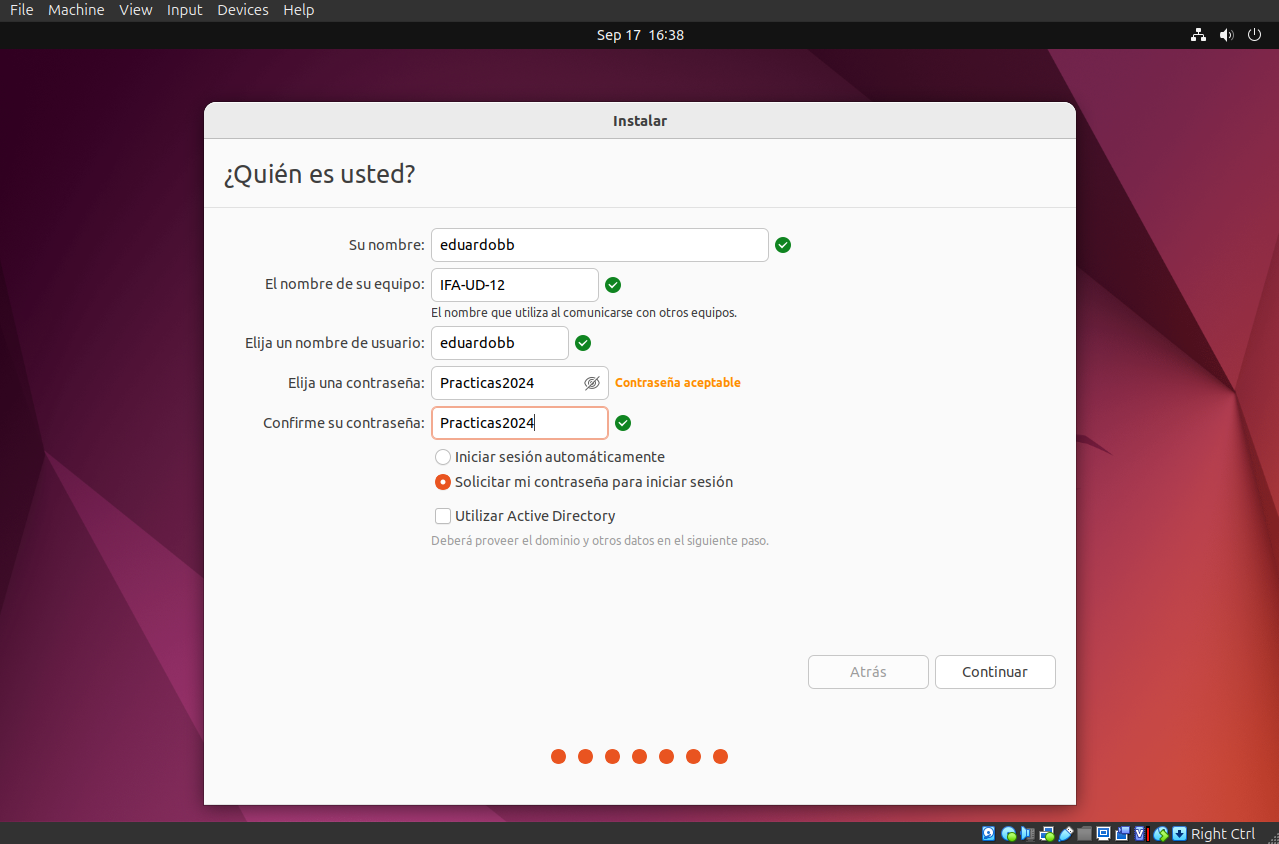 File Machine View Input Devices Help
Sep 17 16:38
Instalar
¿Quién es usted?
Su nombre: eduardobb
El nombre de su equipo: IFA-UD-12
El nombre que utiliza al comunicarse con otros equipos.
Elija un nombre de usuario: eduardobb
Elija una contraseña: Practicas2024 Contraseña aceptable
Confirme su contraseña: Practicas2024
Iniciar sesión automáticamente
Solicitar mi contraseña para iniciar sesión
Utilizar Active Directory
Deberá proveer el dominio y otros datos en el siguiente paso.
Atrás Continuar
Right Ctrl